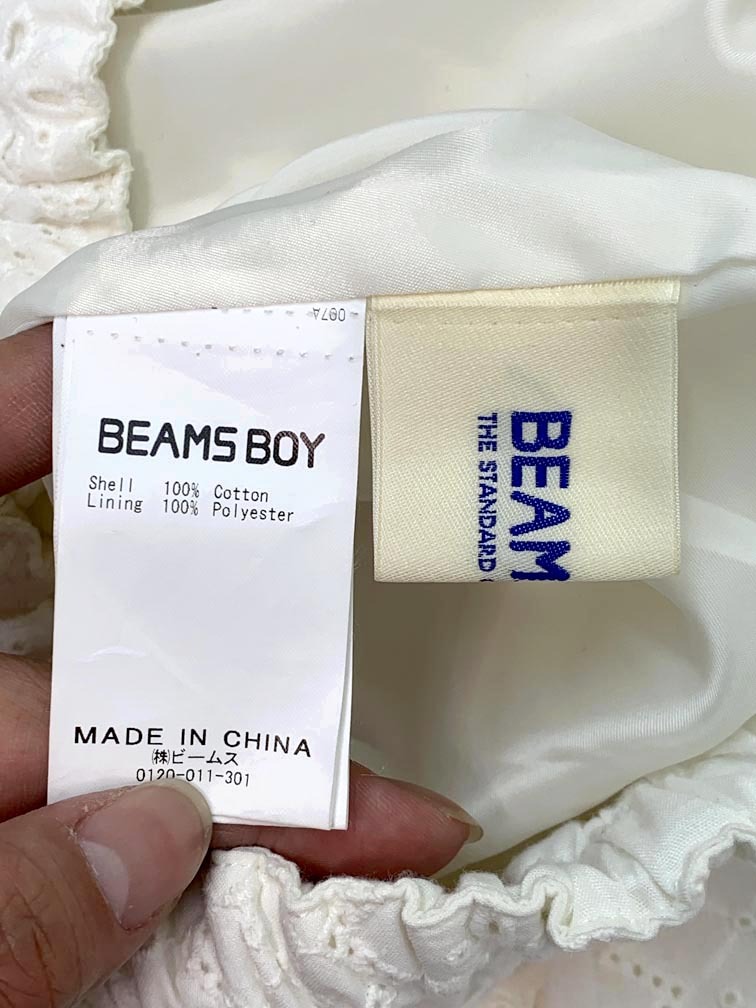 007A
BEAMS BOY
Shell 100% Cotton
Lining 100% Polyester
MADE IN CHINA
(株)ビームス
0120-011-301
BEAM
THE STANDARD